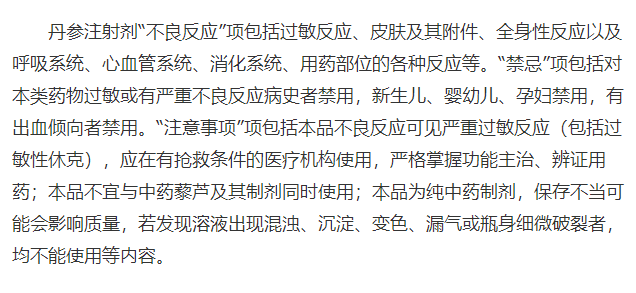 丹参注射剂“不良反应”项包括过敏反应、皮肤及其附件、全身性反应以及
呼吸系统、心血管系统、消化系统、用药部位的各种反应等。“禁忌”项包括对
本类药物过敏或有严重不良反应病史者禁用，新生儿、婴幼儿、孕妇禁用，有
出血倾向者禁用。“注意事项”项包括本品不良反应可见严重过敏反应（包括过
敏性休克），应在有抢救条件的医疗机构使用，严格掌握功能主治、辨证用
药；本品不宜与中药藜芦及其制剂同时使用；本品为纯中药制剂，保存不当可
能会影响质量，若发现溶液出现混浊、沉淀、变色、漏气或瓶身细微破裂者，
均不能使用等内容。